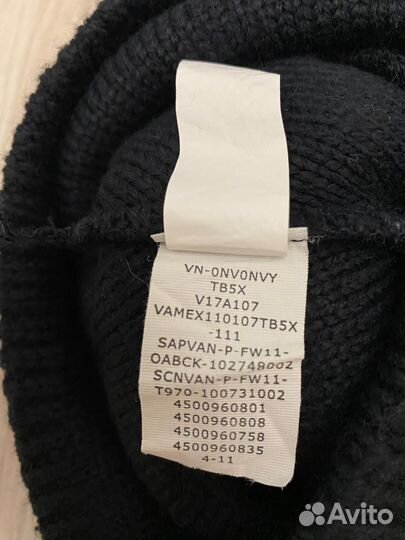 VN-0NV0NVY
TB5X
V17A107
VAMEX110107TB5X
-111
SAPVAN-P-FW11-
OABCK-102748002
SCNVAN-P-FW11-
T970-100731002
4500960801
4500960808
4500960758
4500960835
4-11
Avito